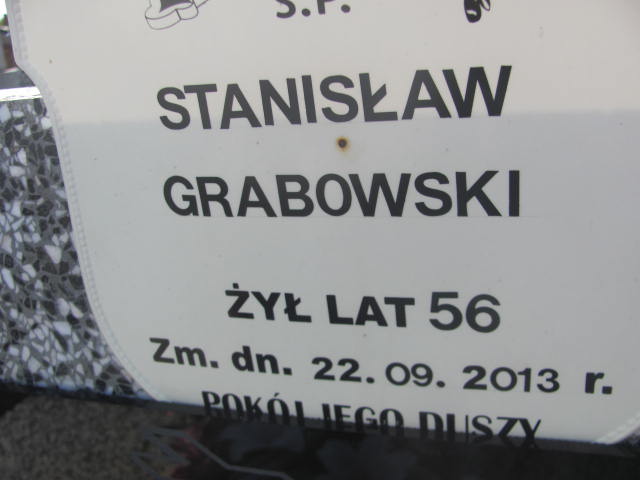 Ś.P.
STANISŁAW
GRABOWSKI
ŻYŁ LAT 56
Zm. dn. 22.09.2013 r.
POKÓJ JEGO DUSZY